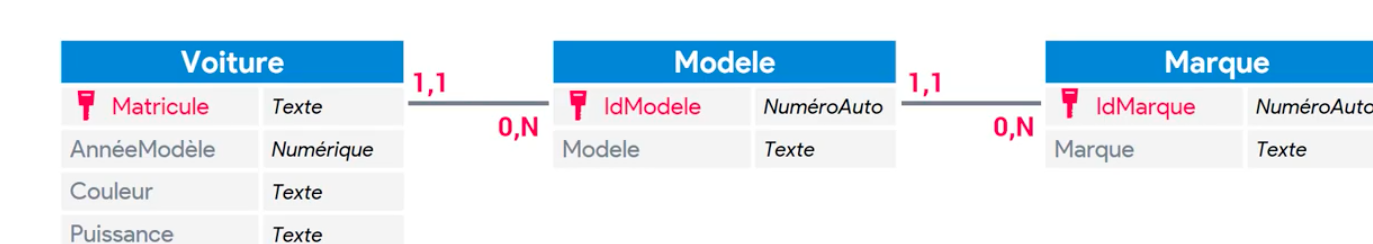 Voiture
Modele
Marque
1,1
1,1
Matricule Texte
IdModele NuméroAuto
IdMarque NuméroAuto
0,N
0,N
AnnéeModèle Numérique
Modele Texte
Marque Texte
Couleur Texte
Puissance Texte